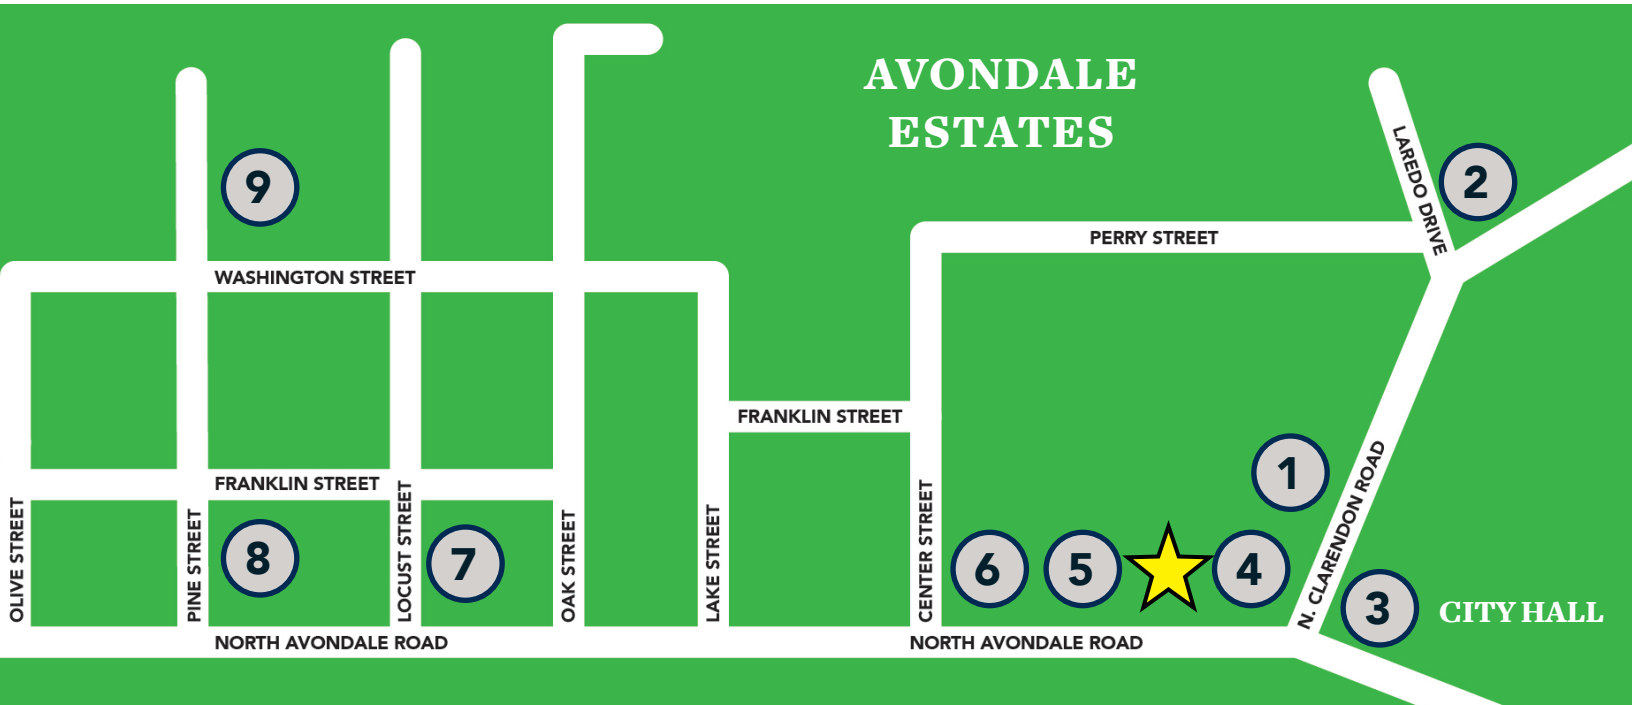 AVONDALE
ESTATES
LAREDO DRIVE
2
9
PERRY STREET
WASHINGTON STREET
FRANKLIN STREET
FRANKLIN STREET
1
N. CLARENDON ROAD
OLIVE STREET
PINE STREET
8
LOCUST STREET
7
OAK STREET
LAKE STREET
CENTER STREET
6
5
4
3
CITY HALL
NORTH AVONDALE ROAD
NORTH AVONDALE ROAD